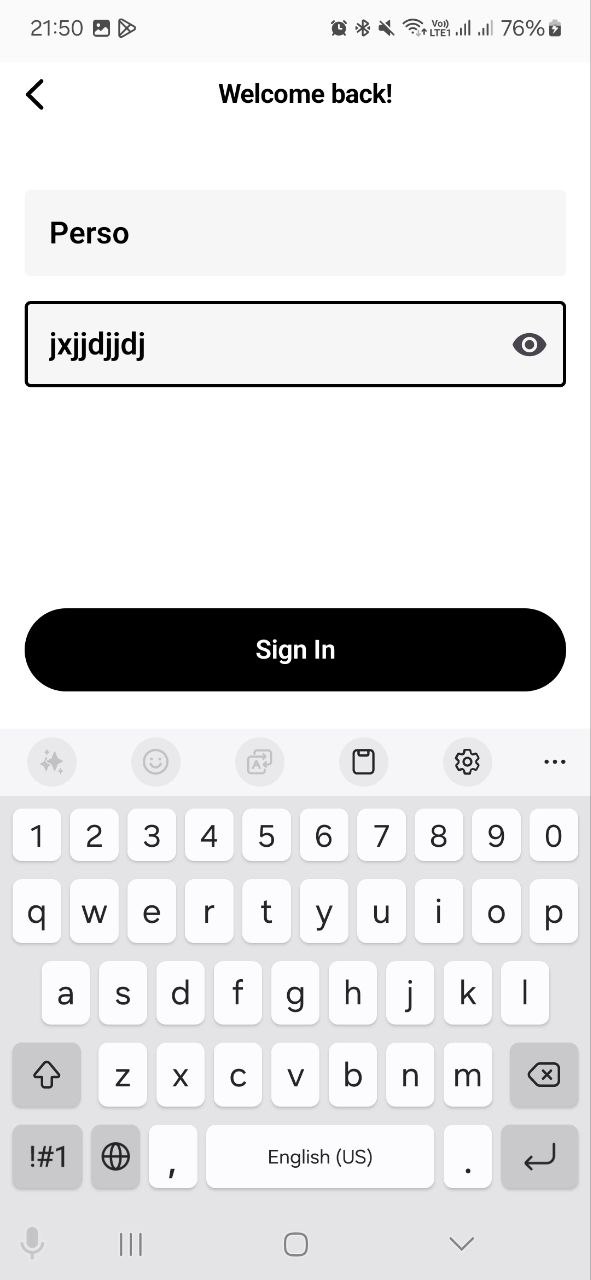 21:50
Vo))
LTE1
76%
Welcome back!
Perso
jxjjdjjdj
Sign In
1 2 3 4 5 6 7 8 9 0
q w e r t y u i o p
a s d f g h j k l
z x c v b n m
!#1 , English (US) .